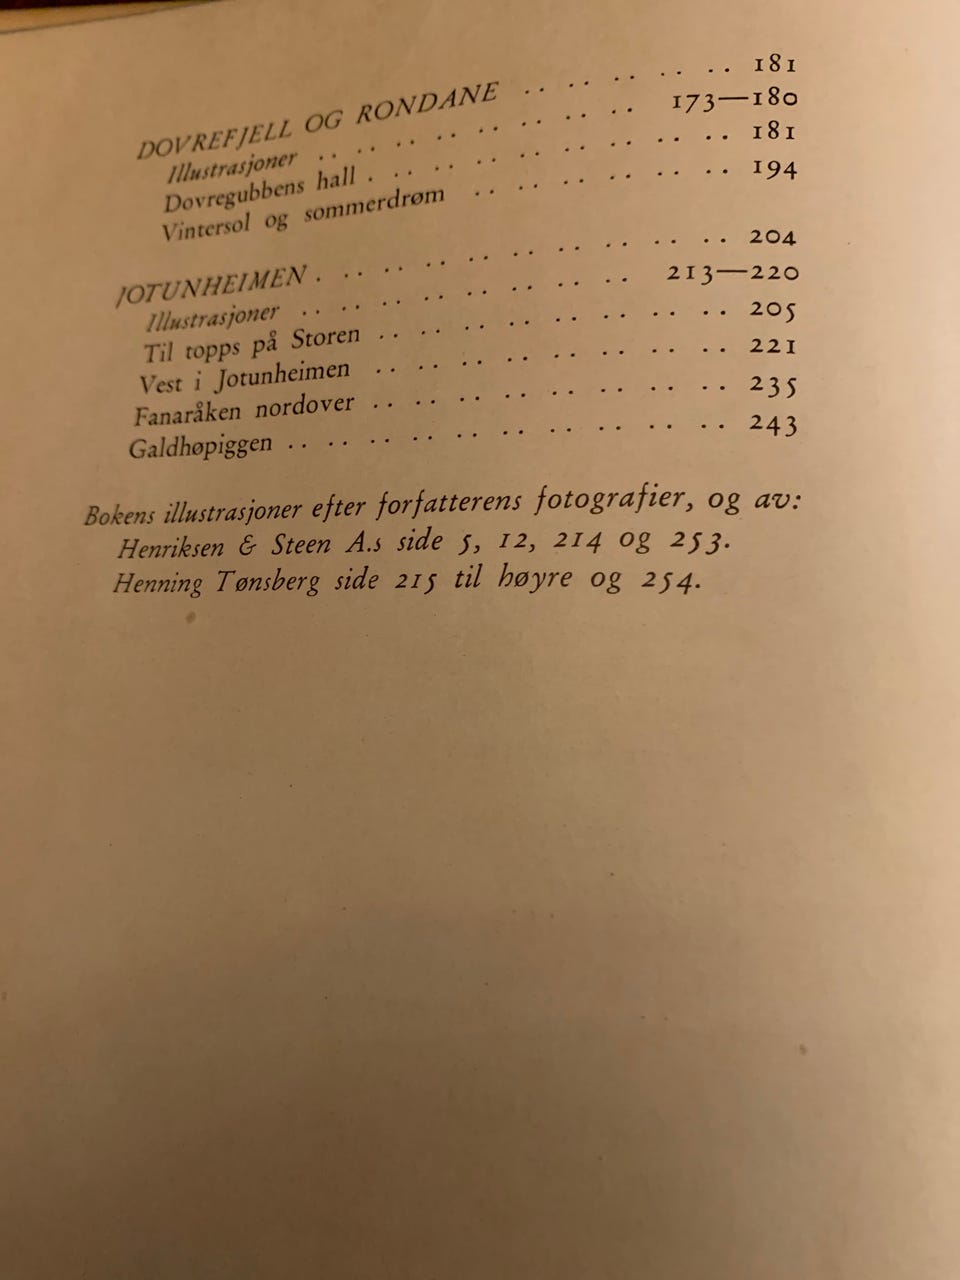 DOVREFJELL OG RONDANE .. .. .. .. .. 181
Illustrasjoner .. .. .. .. .. .. .. .. 173—180
Dovregubbens hall . .. .. .. .. .. .. .. .. 181
Vintersol og sommerdrøm .. .. .. .. .. .. 194
JOTUNHEIMEN . .. .. .. .. .. .. .. .. .. 204
Illustrasjoner .. .. .. .. .. .. .. .. 213—220
Til topps på Storen .. .. .. .. .. .. .. .. 205
Vest i Jotunheimen .. .. .. .. .. .. .. .. 221
Fanaråken nordover .. .. .. .. .. .. .. .. 235
Galdhøpiggen .. .. .. .. .. .. .. .. .. .. 243
Bokens illustrasjoner efter forfatterens fotografier, og av:
Henriksen & Steen A.s side 5, 12, 214 og 253.
Henning Tønsberg side 215 til høyre og 254.